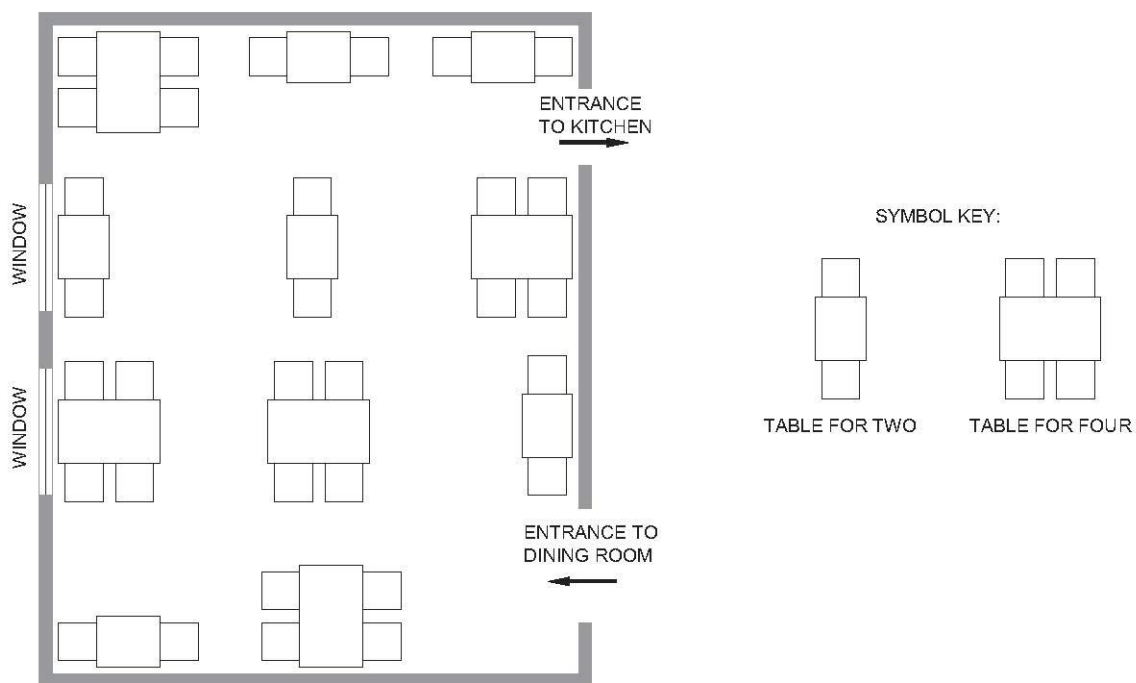 ENTRANCE
TO KITCHEN
WINDOW
SYMBOL KEY:
WINDOW
TABLE FOR TWO
TABLE FOR FOUR
ENTRANCE TO
DINING ROOM